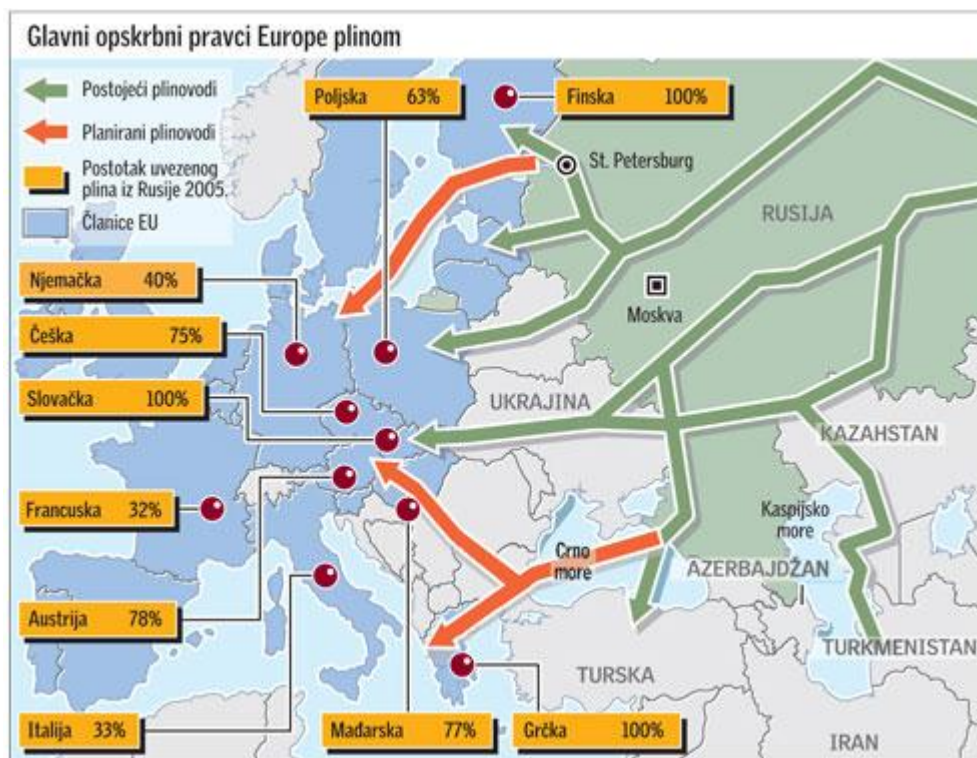 Glavni opskrbni pravci Europe plinom
Postojeći plinovodi
Planirani plinovodi
Postotak uvezenog
plina iz Rusije 2005.
Članice EU
Poljska 63%
Finska 100%
St. Petersburg
RUSIJA
Njemačka 40%
Moskva
Češka 75%
Slovačka 100%
UKRAJINA
KAZAHSTAN
Francuska 32%
Kaspijsko
more
Crno
more
AZERBAJDŽAN
Austrija 78%
TURKMENISTAN
TURSKA
Italija 33%
Mađarska 77%
Grčka 100%
IRAN